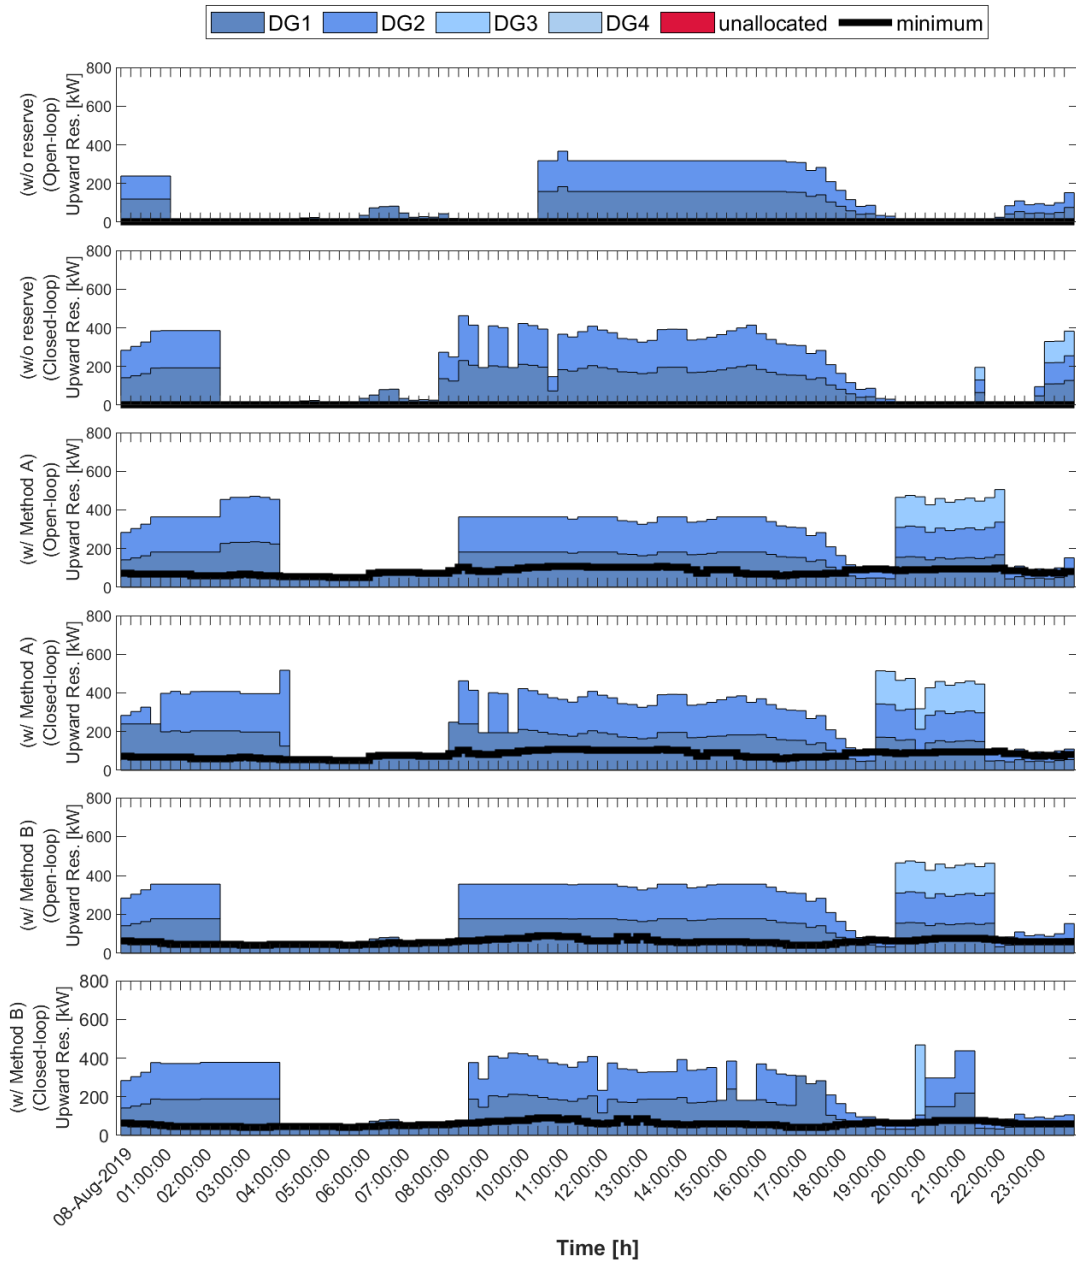 DG1 DG2 DG3 DG4 unallocated minimum
(w/o reserve)
(Open-loop)
Upward Res. [kW]
800
600
400
200
0
(w/o reserve)
(Closed-loop)
Upward Res. [kW]
800
600
400
200
0
(w/ Method A)
(Open-loop)
Upward Res. [kW]
800
600
400
200
0
(w/ Method A)
(Closed-loop)
Upward Res. [kW]
800
600
400
200
0
(w/ Method B)
(Open-loop)
Upward Res. [kW]
800
600
400
200
0
(w/ Method B)
(Closed-loop)
Upward Res. [kW]
800
600
400
200
0
08-Aug-2019 01:00:00 02:00:00 03:00:00 04:00:00 05:00:00 06:00:00 07:00:00 08:00:00 09:00:00 10:00:00 11:00:00 12:00:00 13:00:00 14:00:00 15:00:00 16:00:00 17:00:00 18:00:00 19:00:00 20:00:00 21:00:00 22:00:00 23:00:00
Time [h]